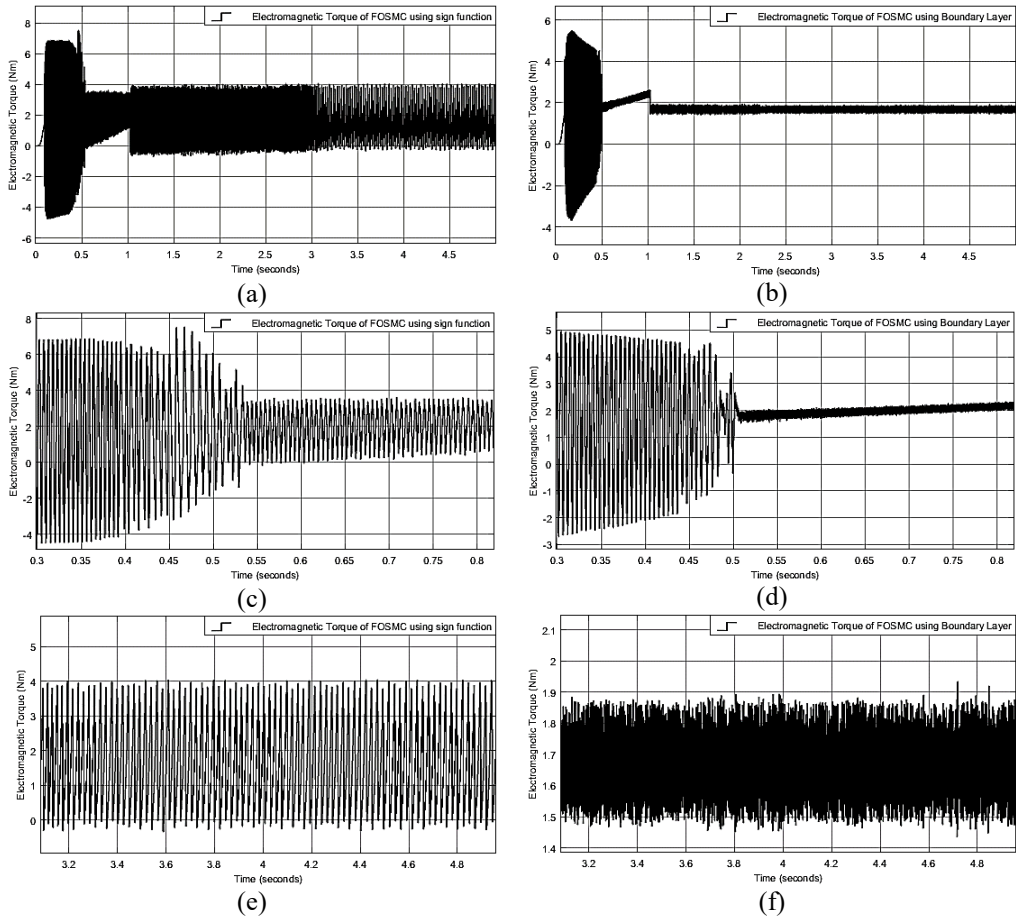 Electromagnetic Torque of FOSMC using sign function
Electromagnetic Torque (Nm)
8
6
4
2
0
-2
-4
-6
0 0.5 1 1.5 2 2.5 3 3.5 4 4.5
Time (seconds)
(a)
Electromagnetic Torque of FOSMC using Boundary Layer
Electromagnetic Torque (Nm)
6
4
2
0
-2
-4
0 0.5 1 1.5 2 2.5 3 3.5 4 4.5
Time (seconds)
(b)
Electromagnetic Torque of FOSMC using sign function
Electromagnetic Torque (Nm)
8
6
4
2
0
-2
-4
0.3 0.35 0.4 0.45 0.5 0.55 0.6 0.65 0.7 0.75 0.8
Time (seconds)
(c)
Electromagnetic Torque of FOSMC using Boundary Layer
Electromagnetic Torque (Nm)
5
4
3
2
1
0
-1
-2
-3
0.3 0.35 0.4 0.45 0.5 0.55 0.6 0.65 0.7 0.75 0.8
Time (seconds)
(d)
Electromagnetic Torque of FOSMC using sign function
Electromagnetic Torque (Nm)
5
4
3
2
1
0
3.2 3.4 3.6 3.8 4 4.2 4.4 4.6 4.8
Time (seconds)
(e)
Electromagnetic Torque of FOSMC using Boundary Layer
Electromagnetic Torque (Nm)
2.1
2
1.9
1.8
1.7
1.6
1.5
1.4
3.2 3.4 3.6 3.8 4 4.2 4.4 4.6 4.8
Time (seconds)
(f)